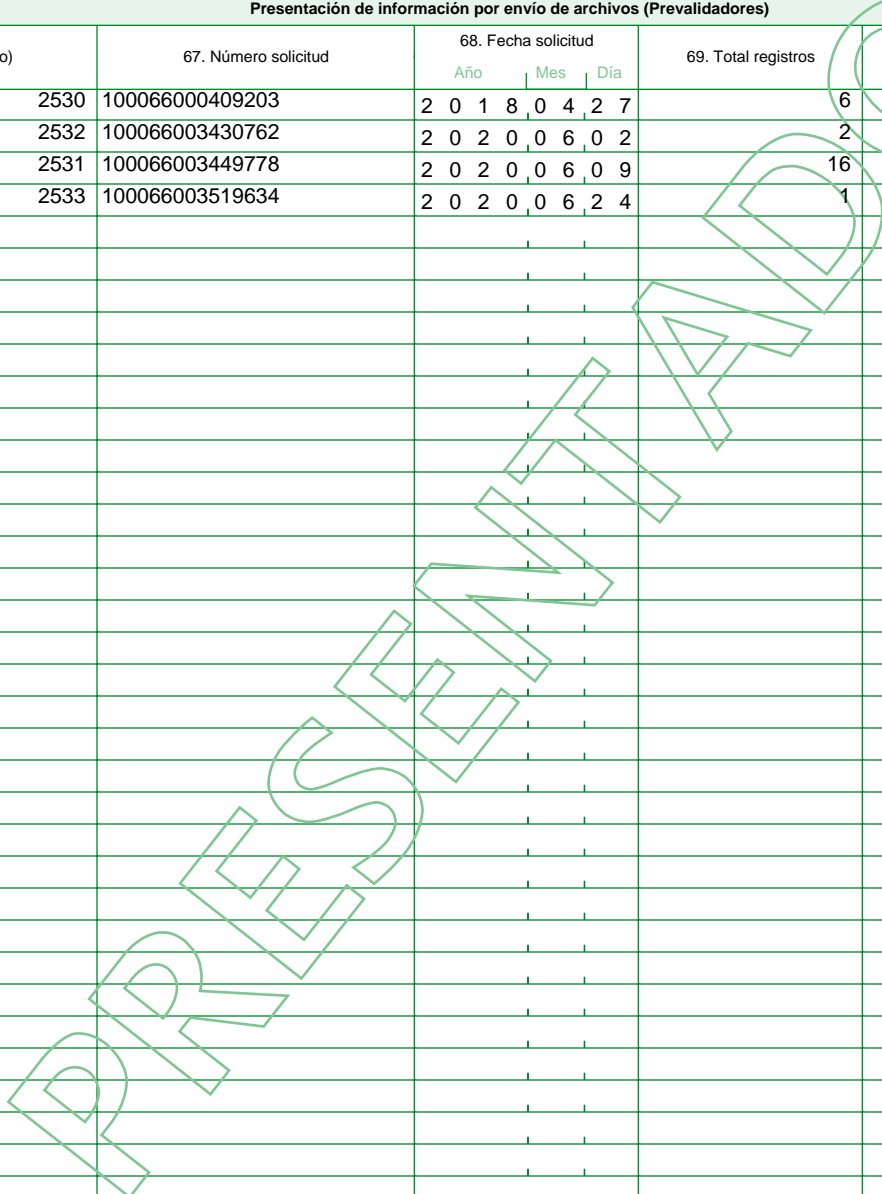 Presentación de información por envío de archivos (Prevalidadores)
o) 67. Número solicitud 68. Fecha solicitud 69. Total registros
Año Mes Día
2530 100066000409203 2 0 1 8 0 4 2 7 6
2532 100066003430762 2 0 2 0 0 6 0 2 2
2531 100066003449778 2 0 2 0 0 6 0 9 16
2533 100066003519634 2 0 2 0 0 6 2 4 1
PRESENTADO